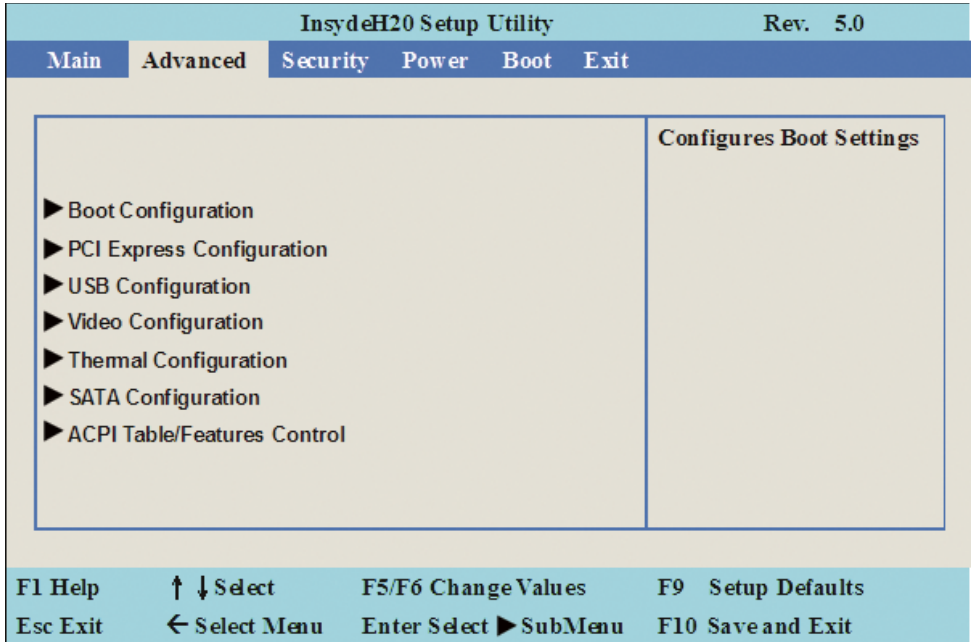 InsydeH20 Setup Utility Rev. 5.0
Main Advanced Security Power Boot Exit
Configures Boot Settings
▶ Boot Configuration
▶ PCI Express Configuration
▶ USB Configuration
▶ Video Configuration
▶ Thermal Configuration
▶ SATA Configuration
▶ ACPI Table/Features Control
F1 Help ↑ ↓ Select F5/F6 Change Values F9 Setup Defaults
Esc Exit ← Select Menu Enter Select ▶ SubMenu F10 Save and Exit